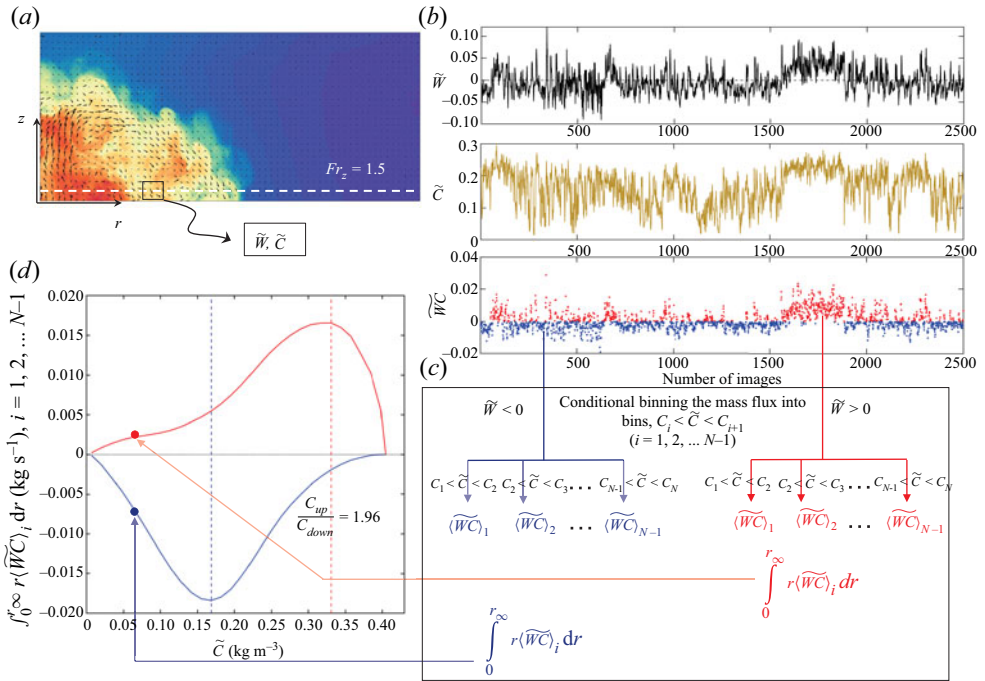 (a)
z
r
Fr_z = 1.5
W̃, C̃
(b)
W̃
0.10
0.05
0
−0.05
−0.10
500 1000 1500 2000 2500
C̃
0.3
0.2
0.1
0
500 1000 1500 2000 2500
W̃C
0.04
0.02
0
−0.02
500 1000 1500 2000 2500
Number of images
(c)
W̃ < 0
Conditional binning the mass flux into
bins, C_i < C̃ < C_{i+1}
(i = 1, 2, ... N−1)
W̃ > 0
C_1 < C̃ < C_2 C_2 < C̃ < C_3 ... C_{N-1} < C̃ < C_N
C_1 < C̃ < C_2 C_2 < C̃ < C_3 ... C_{N-1} < C̃ < C_N
⟨W̃C⟩_1 ⟨W̃C⟩_2 ... ⟨W̃C⟩_{N−1}
⟨W̃C⟩_1 ⟨W̃C⟩_2 ... ⟨W̃C⟩_{N−1}
∫_0^{r_∞} r⟨W̃C⟩_i dr
∫_0^{r_∞} r⟨W̃C⟩_i dr
(d)
∫_0^{r_∞} r⟨W̃C⟩_i dr (kg s⁻¹), i = 1, 2, ... N−1
0.020
0.015
0.010
0.005
0
−0.005
−0.010
−0.015
−0.020
C_up / C_down = 1.96
0 0.05 0.10 0.15 0.20 0.25 0.30 0.35 0.40
C̃ (kg m⁻³)